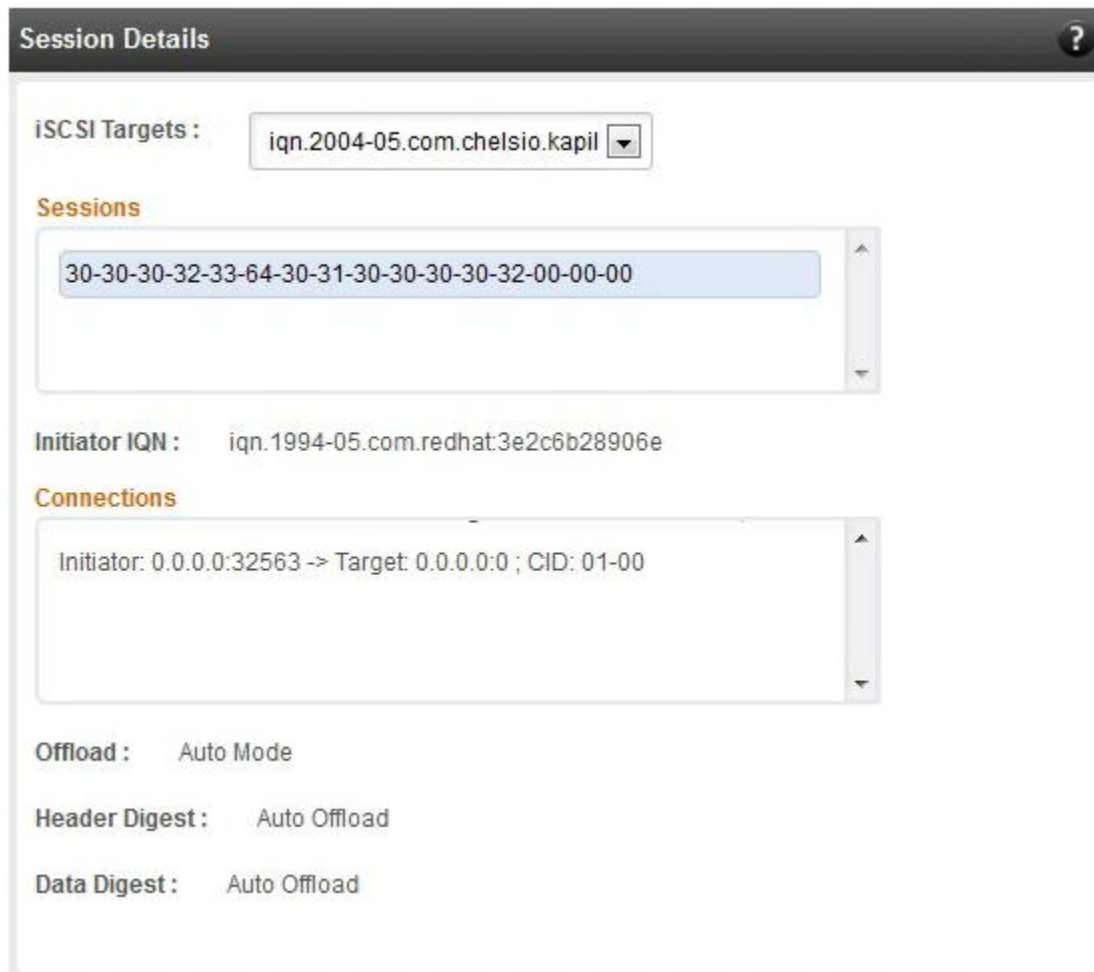 Session Details ?
iSCSI Targets : iqn.2004-05.com.chelsio.kapil
Sessions
30-30-30-32-33-64-30-31-30-30-30-30-32-00-00-00
Initiator IQN : iqn.1994-05.com.redhat:3e2c6b28906e
Connections
Initiator: 0.0.0.0:32563 -> Target: 0.0.0.0:0 ; CID: 01-00
Offload : Auto Mode
Header Digest : Auto Offload
Data Digest : Auto Offload